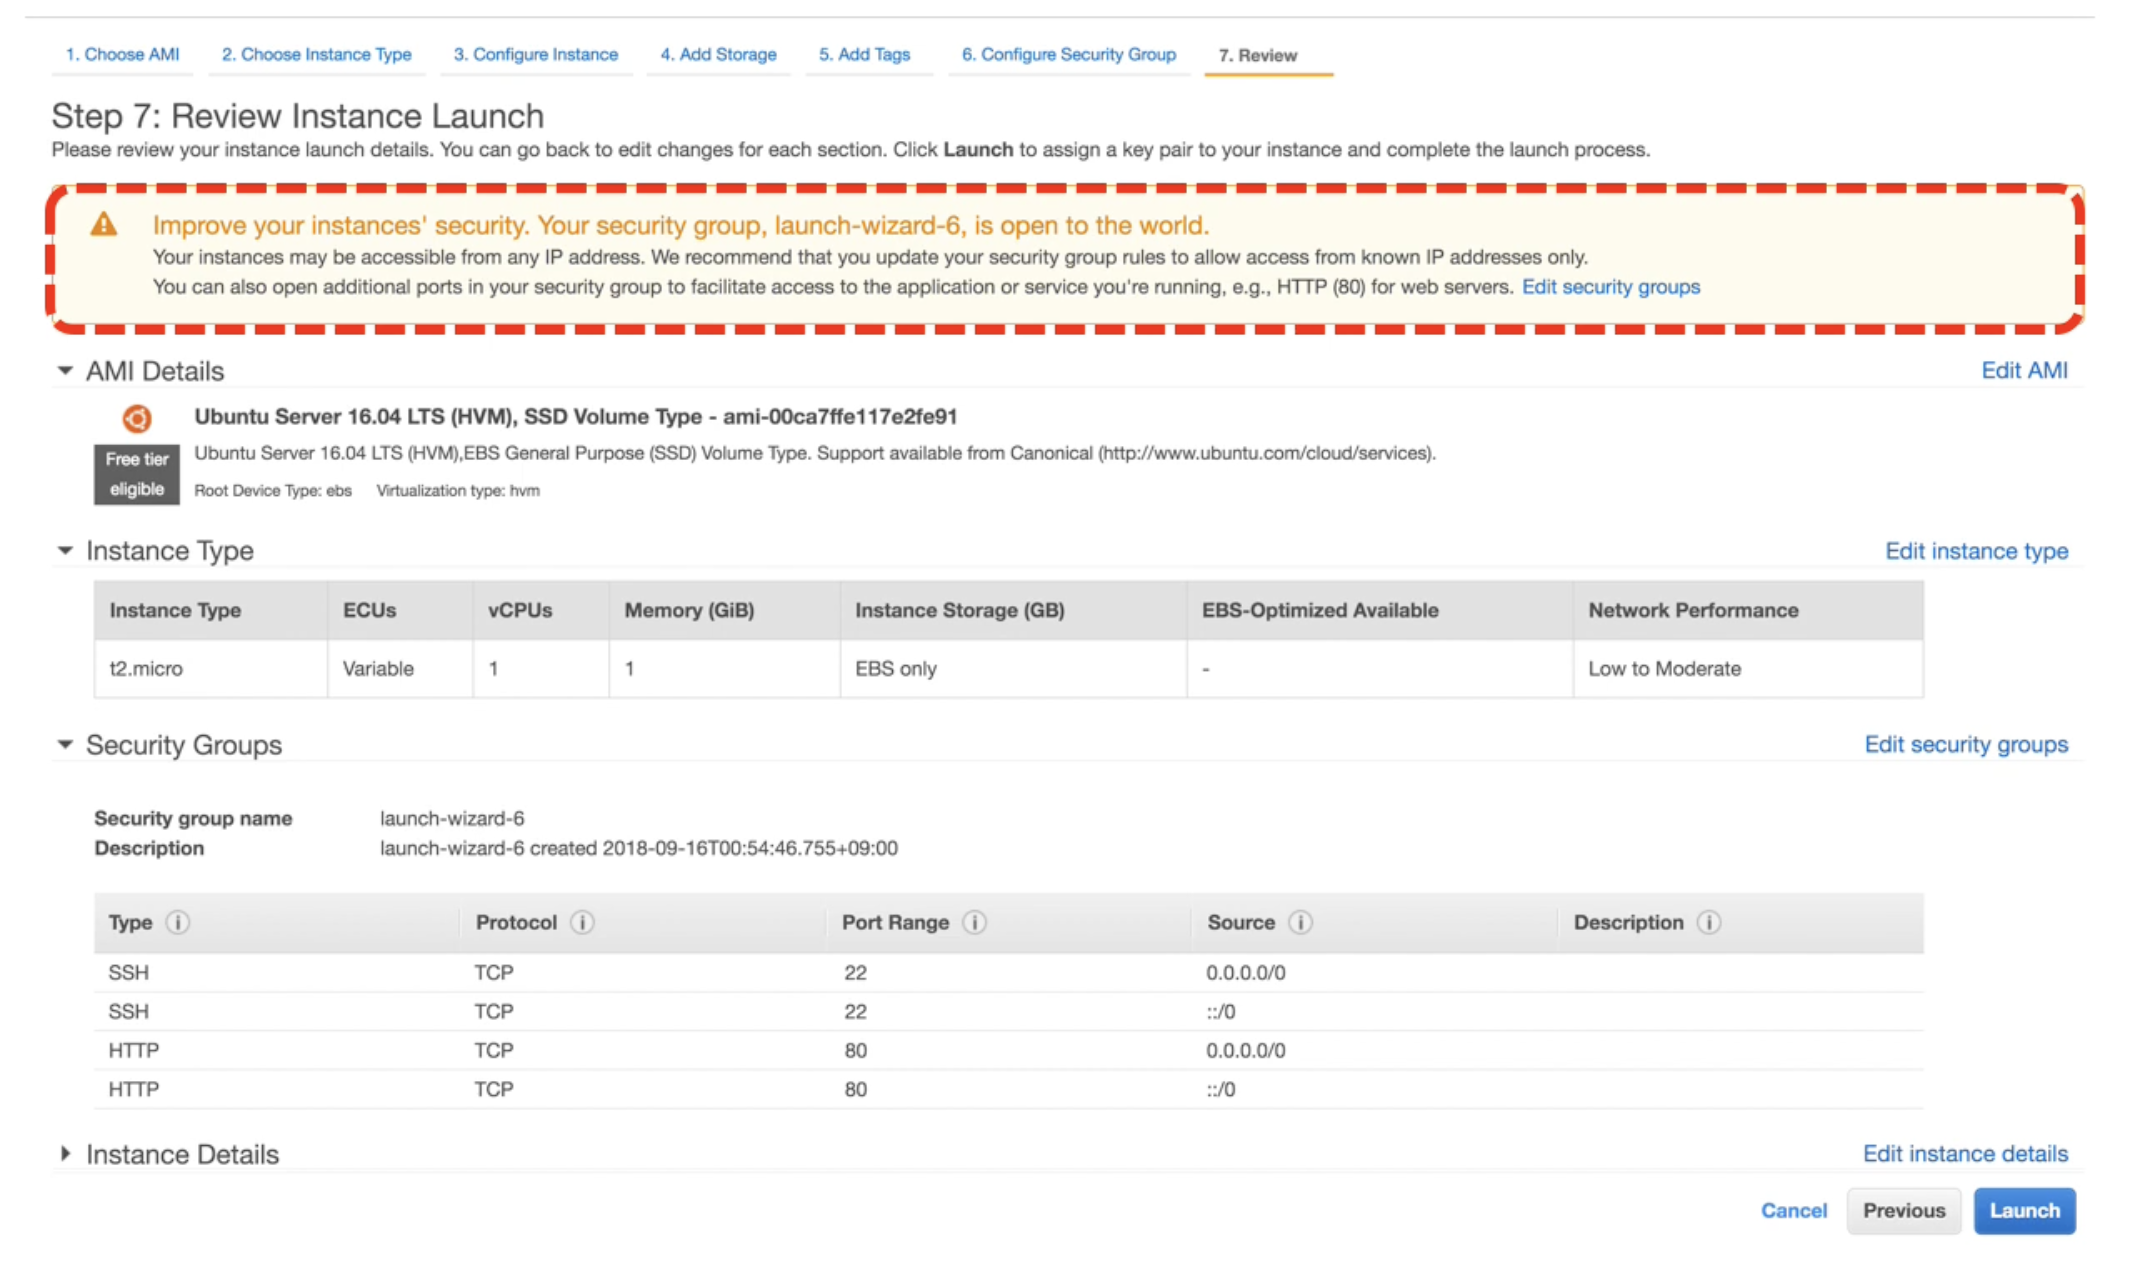 1. Choose AMI 2. Choose Instance Type 3. Configure Instance 4. Add Storage 5. Add Tags 6. Configure Security Group 7. Review
Step 7: Review Instance Launch
Please review your instance launch details. You can go back to edit changes for each section. Click Launch to assign a key pair to your instance and complete the launch process.
Improve your instances' security. Your security group, launch-wizard-6, is open to the world.
Your instances may be accessible from any IP address. We recommend that you update your security group rules to allow access from known IP addresses only.
You can also open additional ports in your security group to facilitate access to the application or service you're running, e.g., HTTP (80) for web servers. Edit security groups
AMI Details Edit AMI
Ubuntu Server 16.04 LTS (HVM), SSD Volume Type - ami-00ca7ffe117e2fe91
Free tier eligible
Ubuntu Server 16.04 LTS (HVM),EBS General Purpose (SSD) Volume Type. Support available from Canonical (http://www.ubuntu.com/cloud/services).
Root Device Type: ebs Virtualization type: hvm
Instance Type Edit instance type
Instance Type ECUs vCPUs Memory (GiB) Instance Storage (GB) EBS-Optimized Available Network Performance
t2.micro Variable 1 1 EBS only - Low to Moderate
Security Groups Edit security groups
Security group name launch-wizard-6
Description launch-wizard-6 created 2018-09-16T00:54:46.755+09:00
Type Protocol Port Range Source Description
SSH TCP 22 0.0.0.0/0
SSH TCP 22 ::/0
HTTP TCP 80 0.0.0.0/0
HTTP TCP 80 ::/0
Instance Details Edit instance details
Cancel Previous Launch